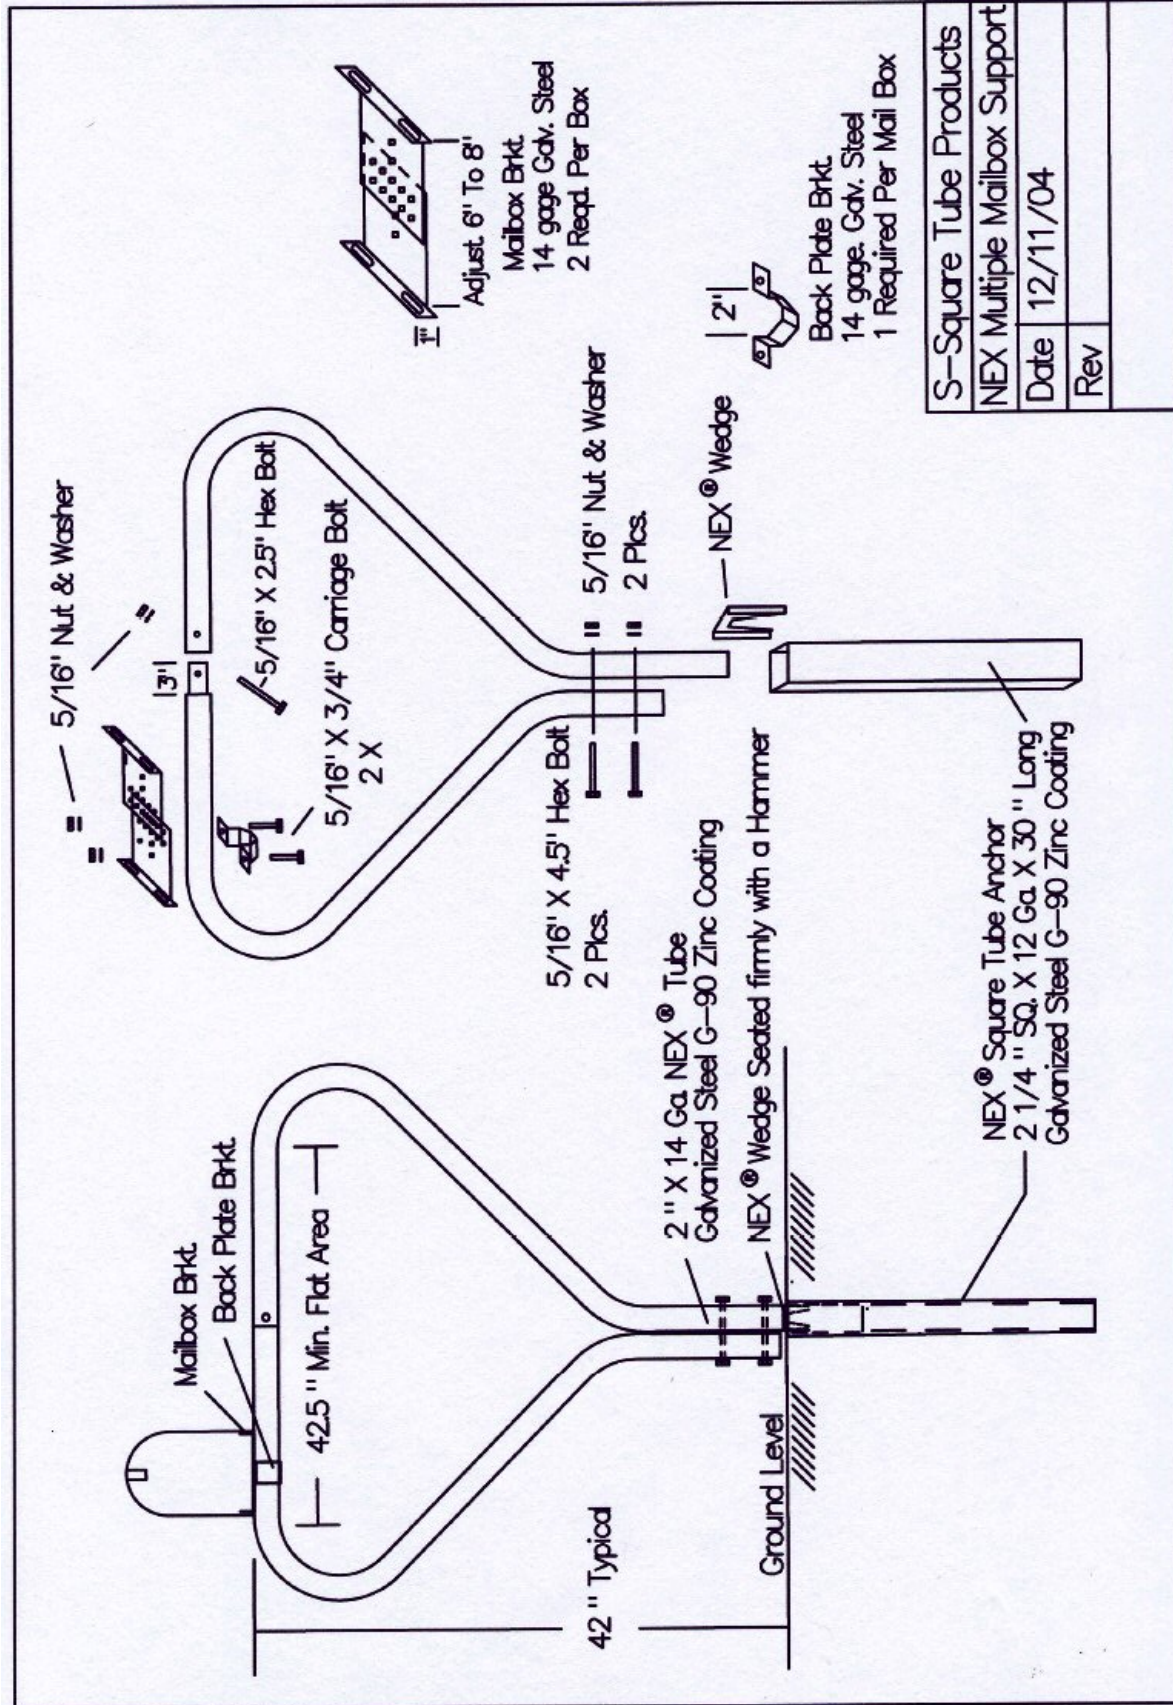 Mailbox Brkt.
Back Plate Brkt.
42.5" Min. Flat Area
42" Typical
Ground Level
2" X 14 Ga. NEX® Tube
Galvanized Steel G-90 Zinc Coating
NEX® Wedge Seated firmly with a Hammer
NEX® Square Tube Anchor
2 1/4" SQ. X 12 Ga. X 30" Long
Galvanized Steel G-90 Zinc Coating
5/16" Nut & Washer
3"
5/16" X 2.5" Hex Bolt
5/16" X 3/4" Carriage Bolt
2 X
5/16" X 4.5" Hex Bolt
2 Plcs.
5/16" Nut & Washer
2 Plcs.
NEX® Wedge
1"
Adjust. 6" To 8"
Mailbox Brkt.
14 gage Galv. Steel
2 Reqd. Per Box
2"
Back Plate Brkt.
14 gage. Galv. Steel
1 Required Per Mail Box
S-Square Tube Products
NEX Multiple Mailbox Support
Date 12/11/04
Rev